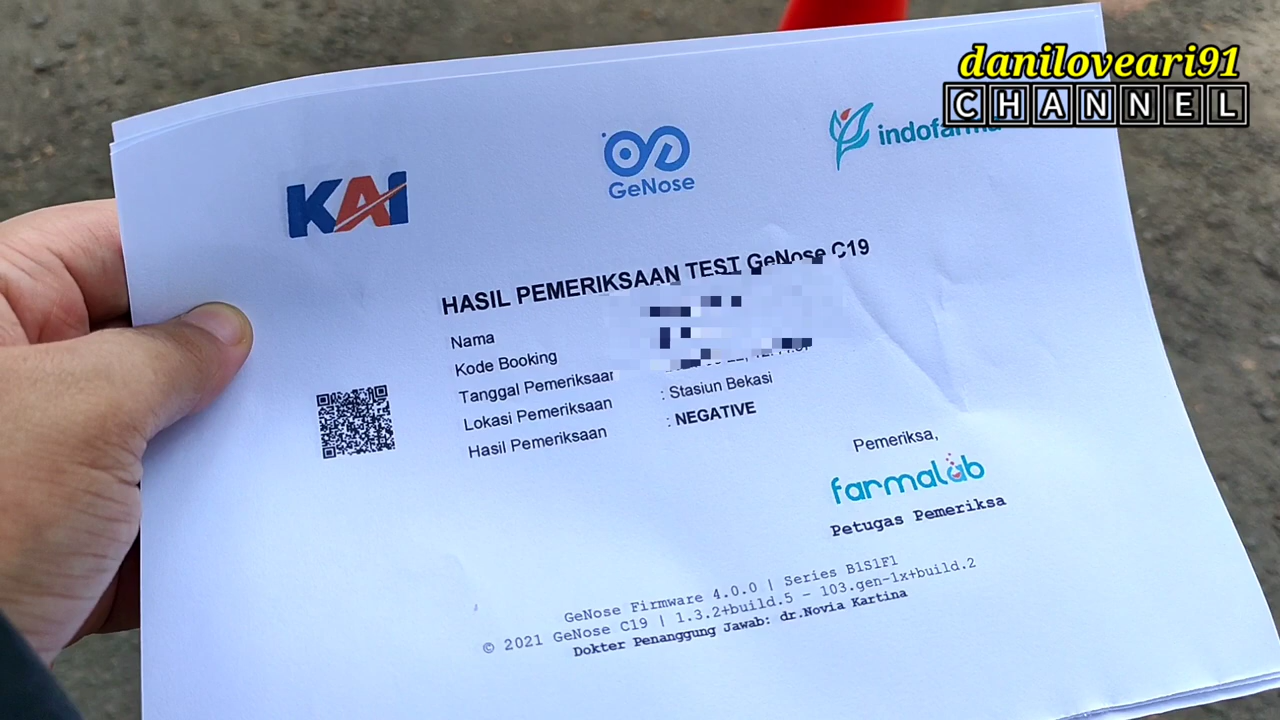 daniloveari91
CHANNEL
KAI
GeNose
indofarma
HASIL PEMERIKSAAN TEST GeNose C19
Nama
Kode Booking
Tanggal Pemeriksaan
Lokasi Pemeriksaan : Stasiun Bekasi
Hasil Pemeriksaan : NEGATIVE
Pemeriksa,
farmalab
Petugas Pemeriksa
GeNose Firmware 4.0.0 | Series B1S1F1
© 2021 GeNose C19 | 1.3.2+build.5 - 103.gen-1x+build.2
Dokter Penanggung Jawab: dr.Novia Kartina